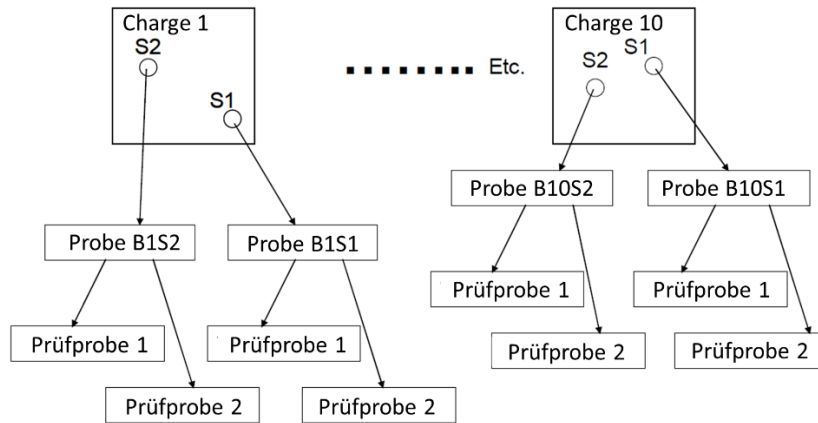 Charge 1
S2
S1
Etc.
Charge 10
S1
S2
Probe B1S2
Probe B1S1
Prüfprobe 1
Prüfprobe 1
Prüfprobe 2
Prüfprobe 2
Probe B10S2
Probe B10S1
Prüfprobe 1
Prüfprobe 1
Prüfprobe 2
Prüfprobe 2